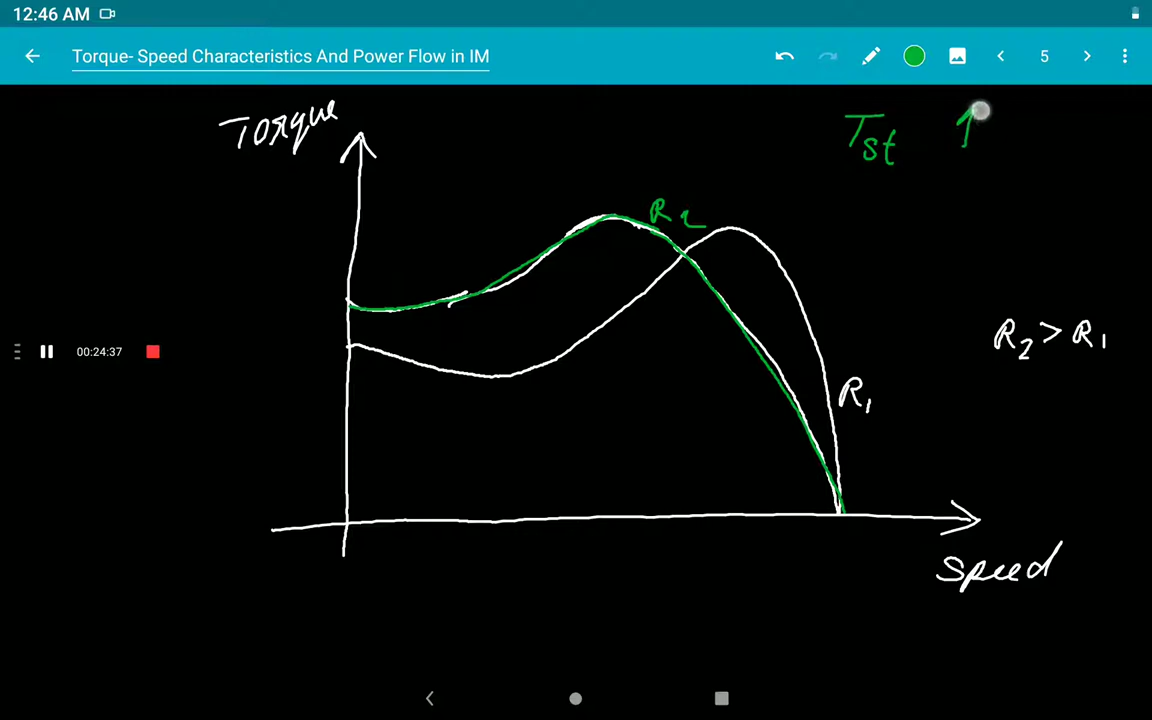 12:46 AM
Torque- Speed Characteristics And Power Flow in IM
5
Torque
Tst ↑
R2
00:24:37
R2 > R1
R1
Speed